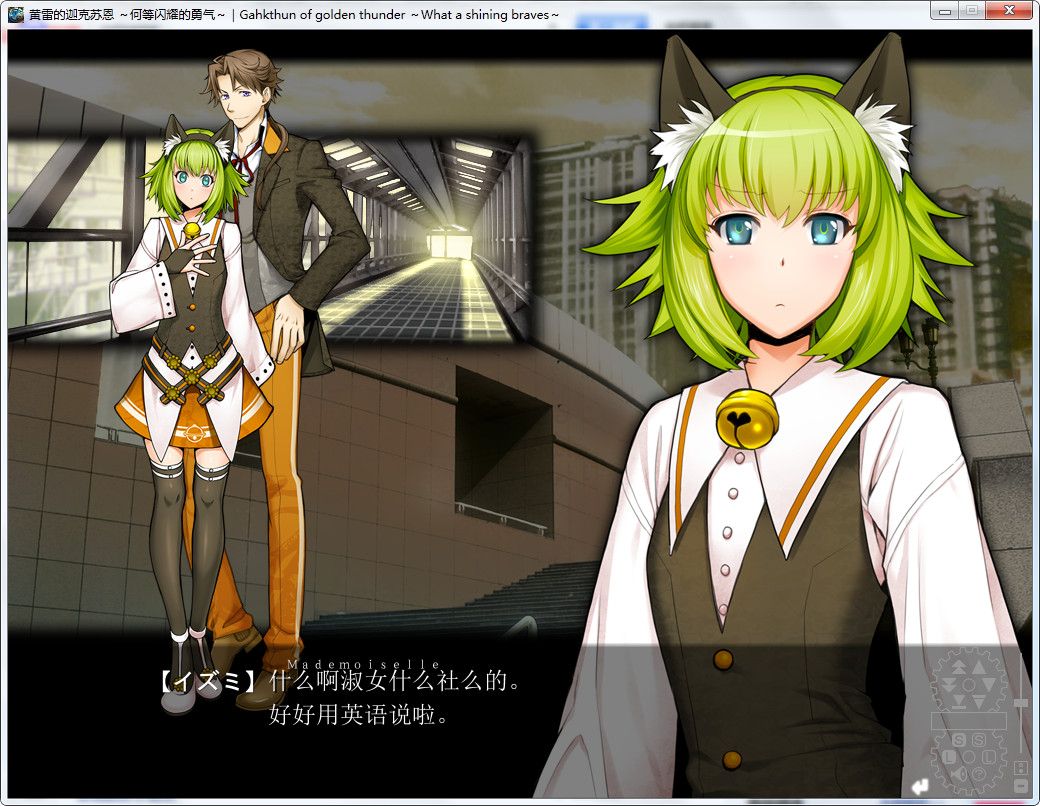 黄雷的迦克苏恩 ～何等闪耀的勇气～ | Gahkthun of golden thunder ～What a shining braves～
Mademoiselle
【イズミ】什么啊淑女什么社么的。
好好用英语说啦。
S S
L L